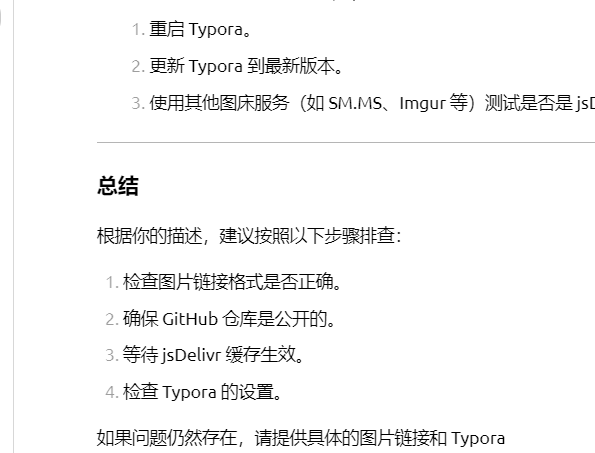 1. 重启 Typora。
2. 更新 Typora 到最新版本。
3. 使用其他图床服务（如 SM.MS、Imgur 等）测试是否是 jsD
总结
根据你的描述，建议按照以下步骤排查：
1. 检查图片链接格式是否正确。
2. 确保 GitHub 仓库是公开的。
3. 等待 jsDelivr 缓存生效。
4. 检查 Typora 的设置。
如果问题仍然存在，请提供具体的图片链接和 Typora